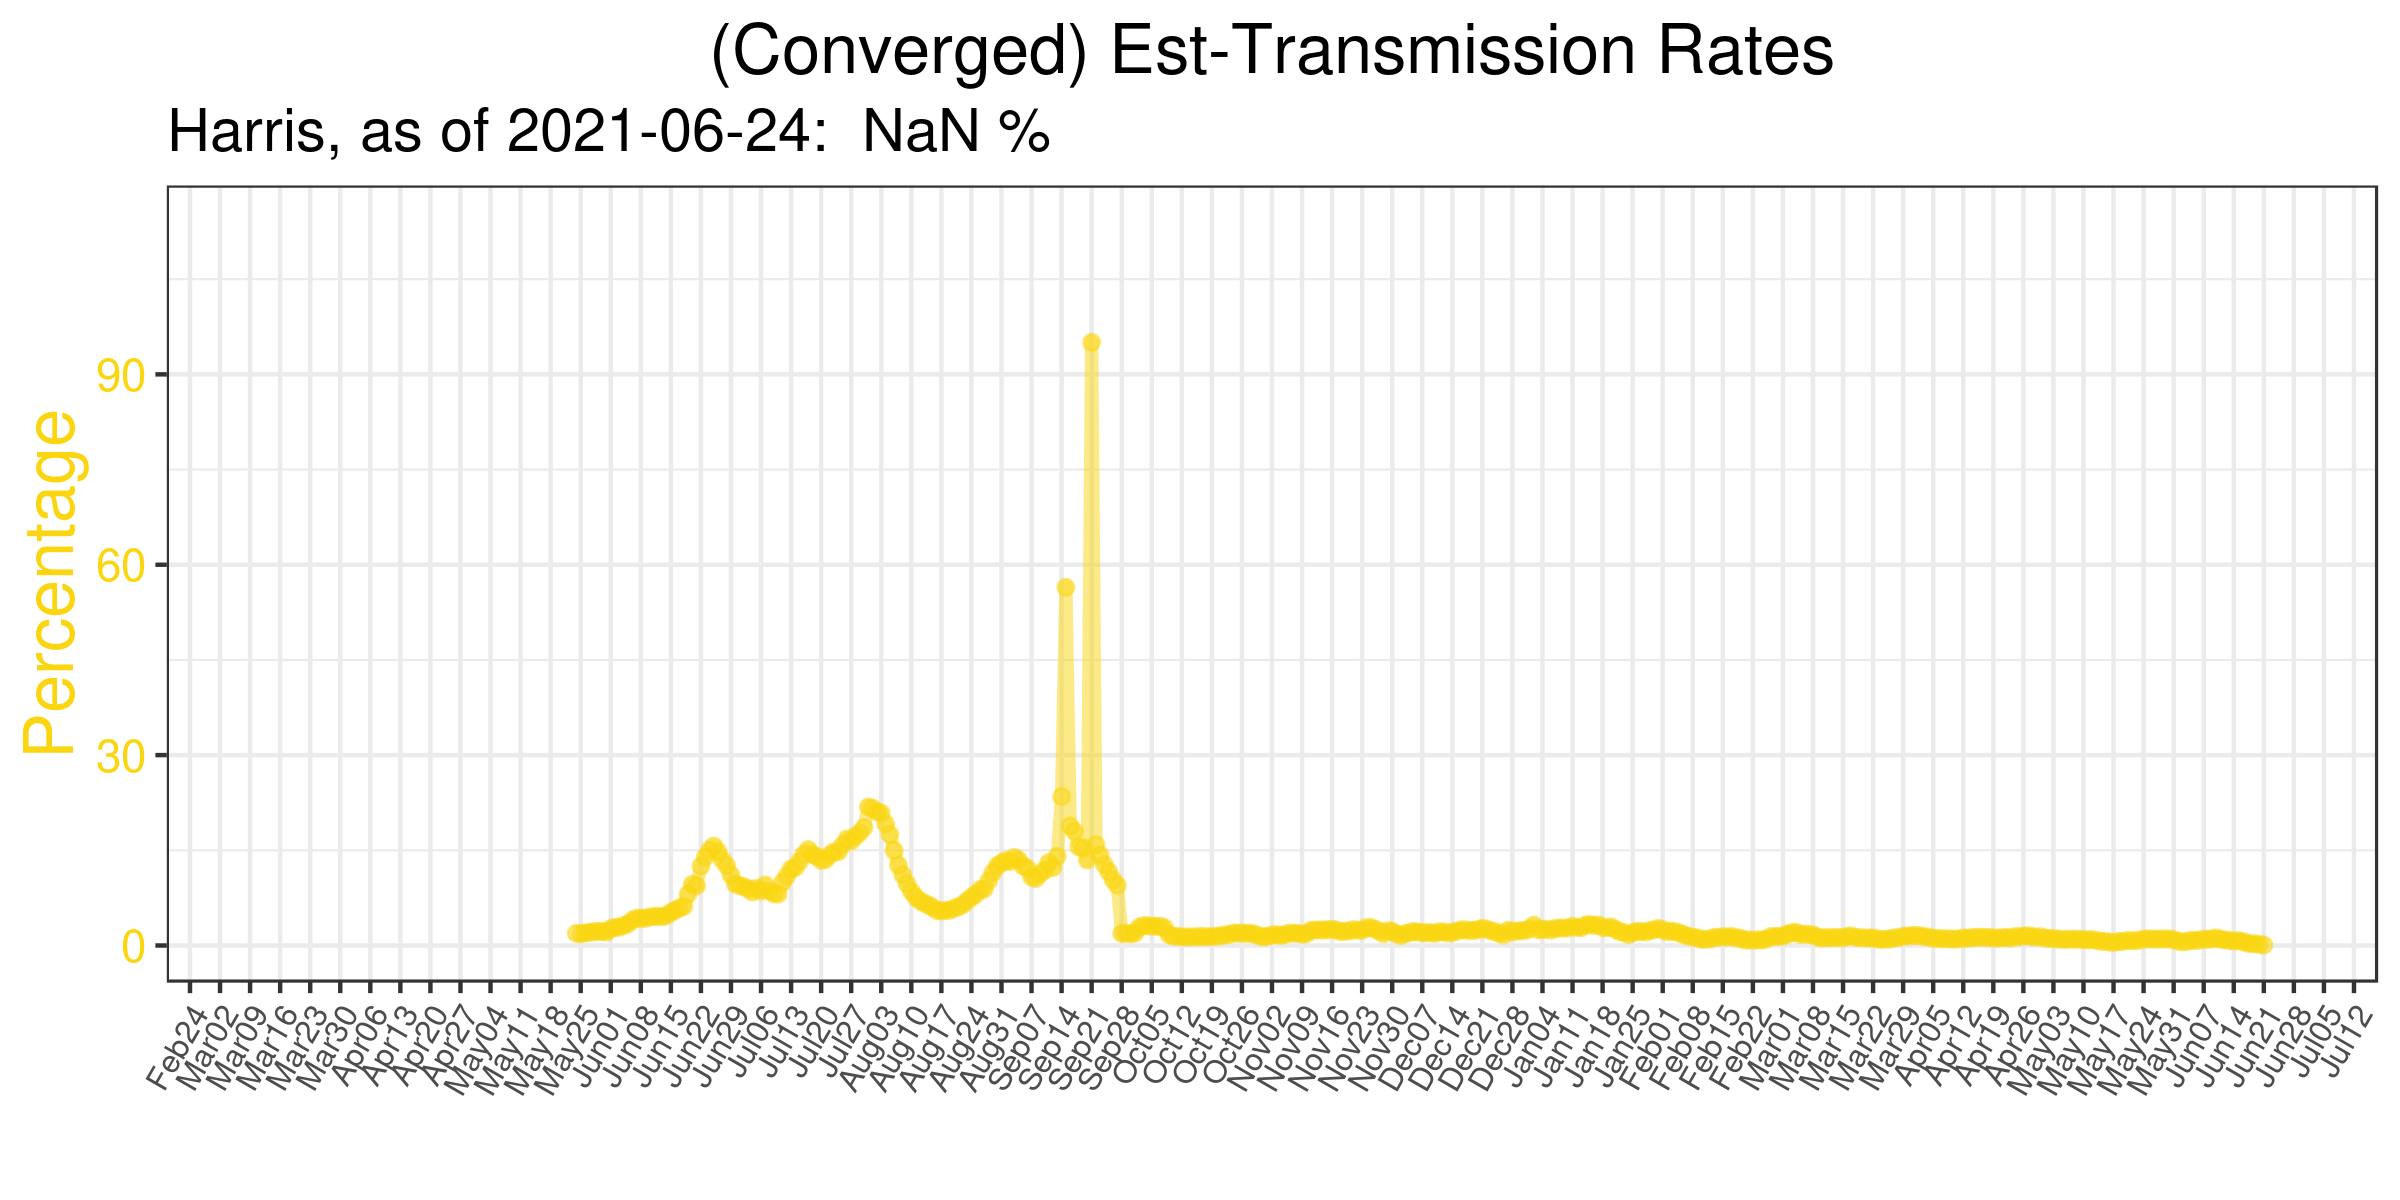 (Converged) Est-Transmission Rates
Harris, as of 2021-06-24:  NaN %
Percentage
90
60
30
0
Feb24
Mar02
Mar09
Mar16
Mar23
Mar30
Apr06
Apr13
Apr20
Apr27
May04
May11
May18
May25
Jun01
Jun08
Jun15
Jun22
Jun29
Jul06
Jul13
Jul20
Jul27
Aug03
Aug10
Aug17
Aug24
Aug31
Sep07
Sep14
Sep21
Sep28
Oct05
Oct12
Oct19
Oct26
Nov02
Nov09
Nov16
Nov23
Nov30
Dec07
Dec14
Dec21
Dec28
Jan04
Jan11
Jan18
Jan25
Feb01
Feb08
Feb15
Feb22
Mar01
Mar08
Mar15
Mar22
Mar29
Apr05
Apr12
Apr19
Apr26
May03
May10
May17
May24
May31
Jun07
Jun14
Jun21
Jun28
Jul05
Jul12